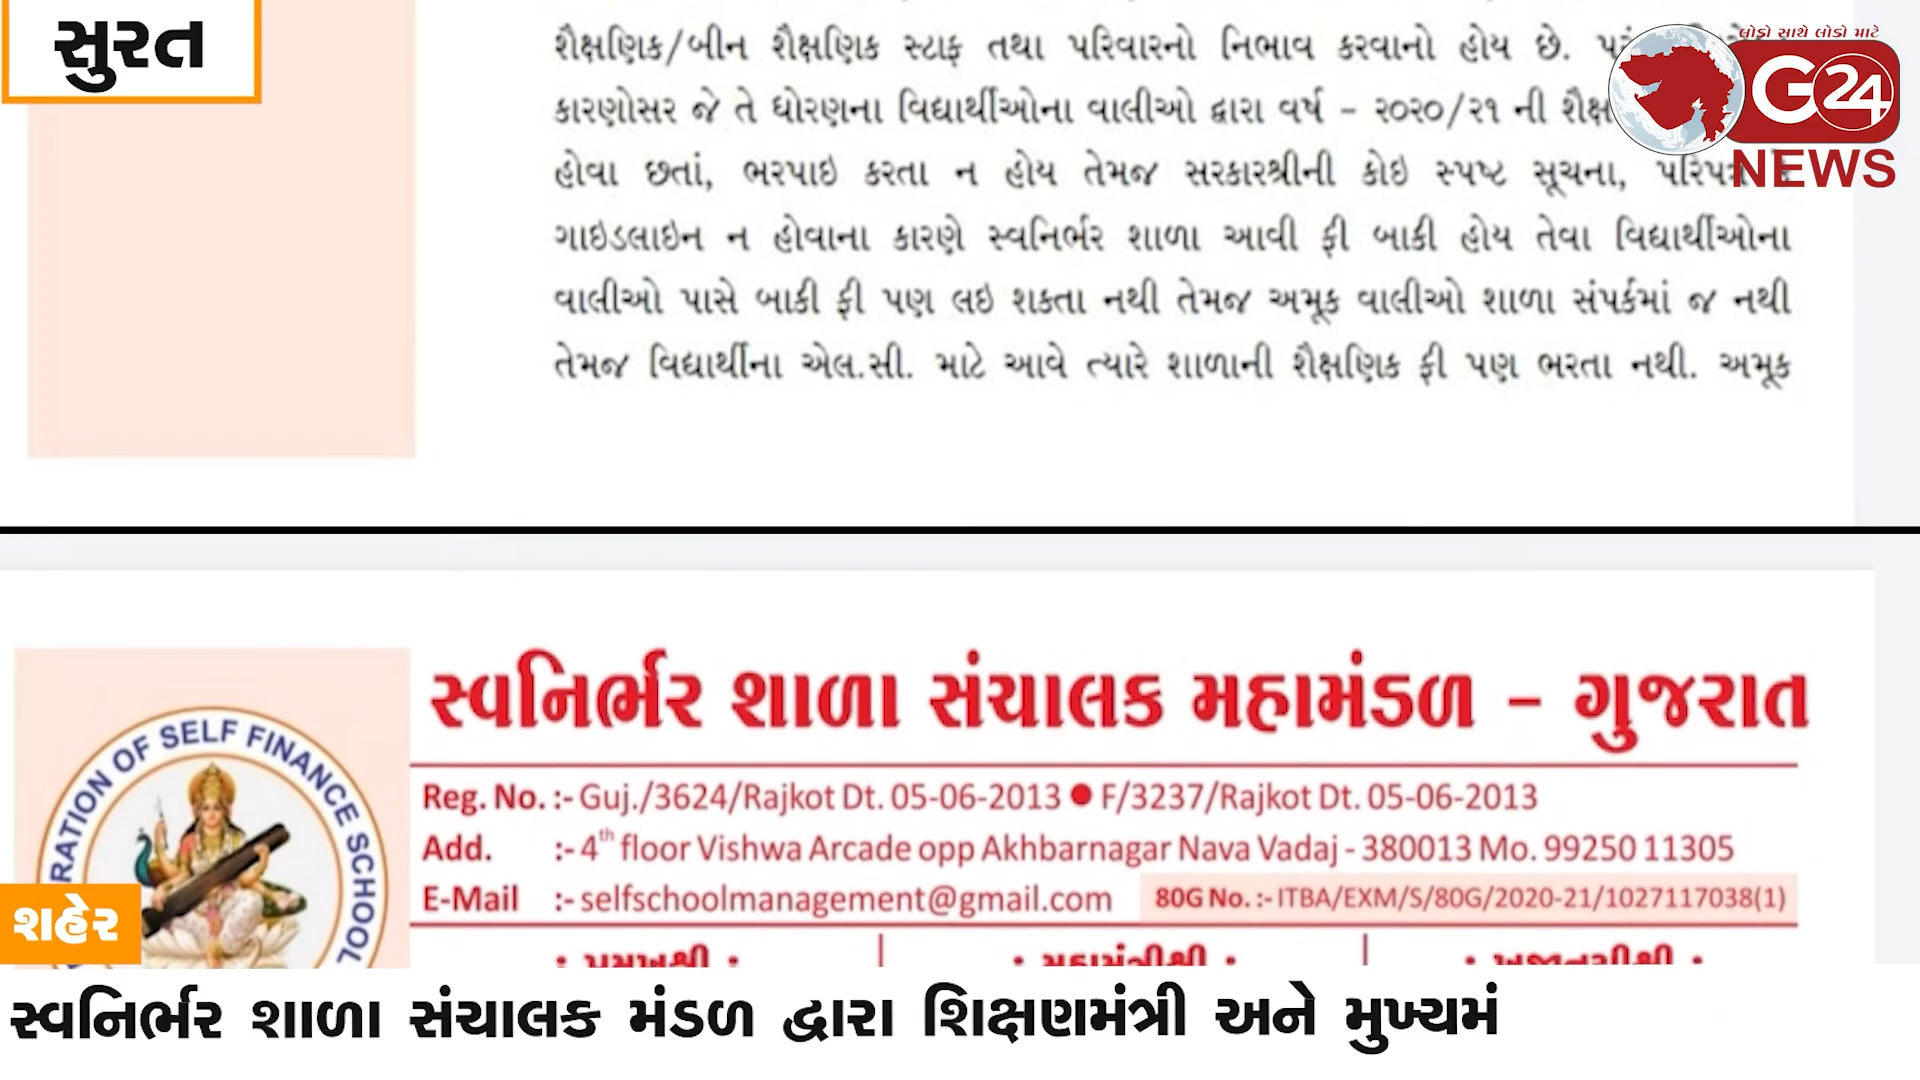 સુરત
શૈક્ષણિક/બીન શૈક્ષણિક સ્ટાફ તથા પરિવારનો નિભાવ કરવાનો હોય છે.
લોકો સાથે લોકો માટે
G24
NEWS
કારણોસર જે તે ધોરણના વિદ્યાર્થીઓના વાલીઓ દ્વારા વર્ષ – ૨૦૨૦/૨૧ ની
હોવા છતાં, ભરપાઇ કરતા ન હોય તેમજ સરકારશ્રીની કોઇ સ્પષ્ટ સૂચના,
ગાઇડલાઇન ન હોવાના કારણે સ્વનિર્ભર શાળા આવી ફી બાકી હોય તેવા વિદ્યાર્થીઓના
વાલીઓ પાસે બાકી ફી પણ લઇ શકતા નથી તેમજ અમૂક વાલીઓ શાળા સંપર્કમાં જ નથી
તેમજ વિદ્યાર્થીના એલ.સી. માટે આવે ત્યારે શાળાની શૈક્ષણિક ફી પણ ભરતા નથી. અમૂક
સ્વનિર્ભર શાળા સંચાલક મહામંડળ – ગુજરાત
RATION OF SELF FINANCE SCHOOL
Reg. No. :- Guj./3624/Rajkot Dt. 05-06-2013 ● F/3237/Rajkot Dt. 05-06-2013
Add. :- 4th floor Vishwa Arcade opp Akhbarnagar Nava Vadaj - 380013 Mo. 99250 11305
E-Mail :- selfschoolmanagement@gmail.com 80G No. :- ITBA/EXM/S/80G/2020-21/1027117038(1)
શહેર
સ્વનિર્ભર શાળા સંચાલક મંડળ દ્વારા શિક્ષણમંત્રી અને મુખ્યમં